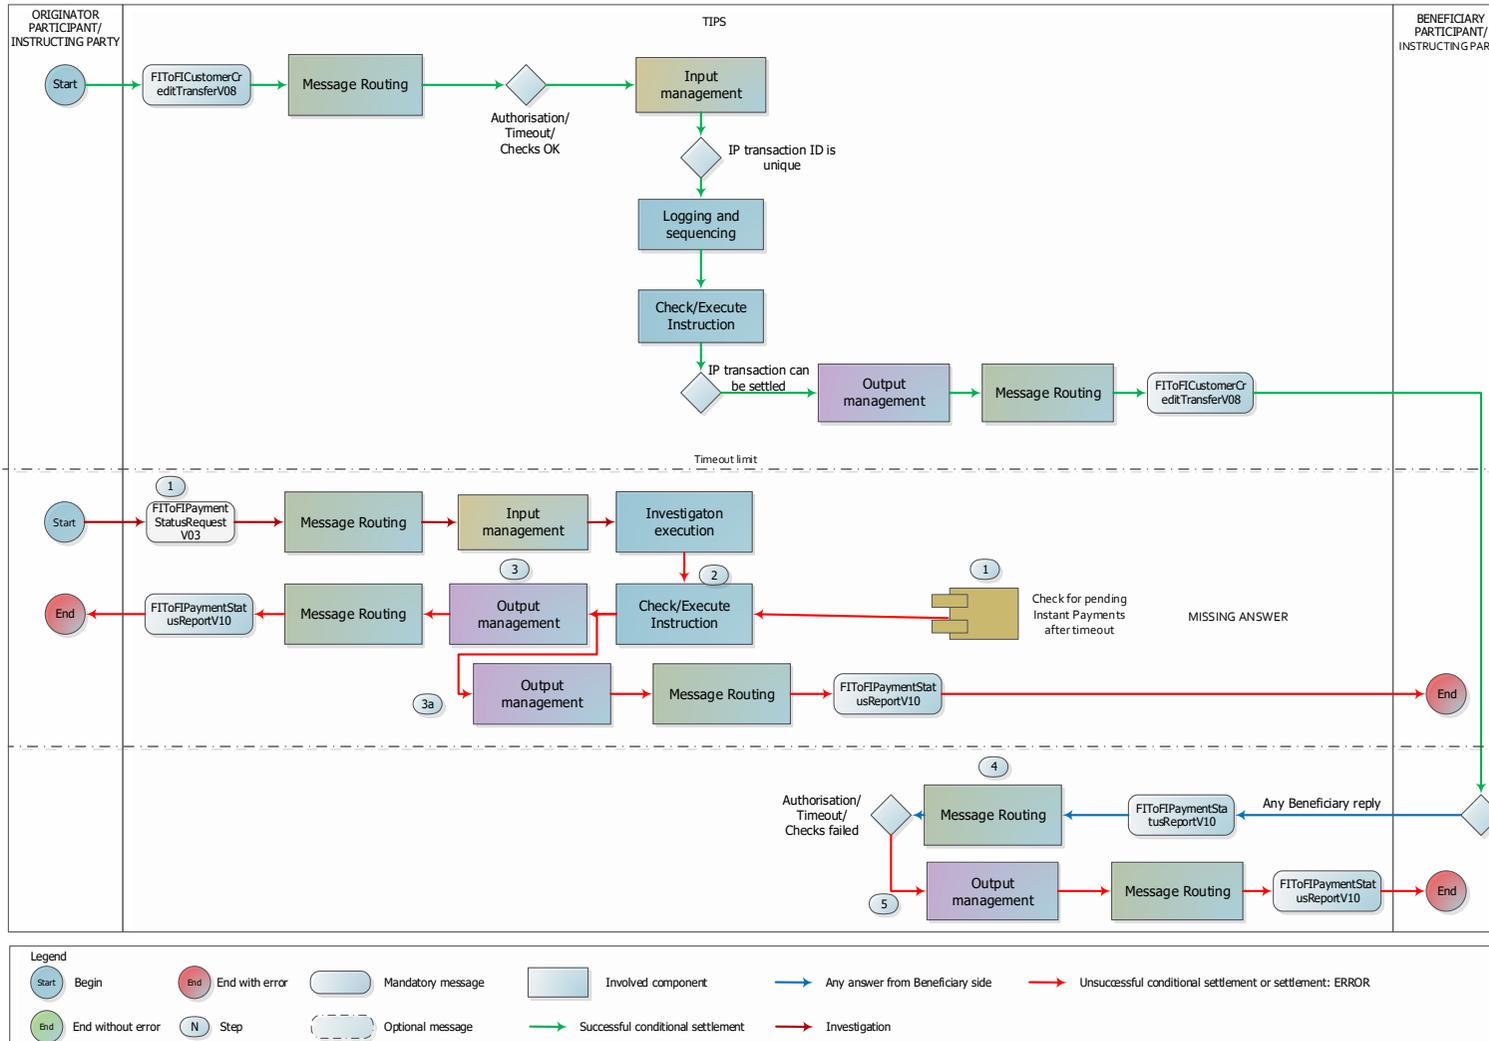 ORIGINATOR
PARTICIPANT/
INSTRUCTING PARTY
TIPS
BENEFICIARY
PARTICIPANT/
INSTRUCTING PAR
Start
FIToFICustomerCr
editTransferV08
Message Routing
Authorisation/
Timeout/
Checks OK
Input
management
IP transaction ID is
unique
Logging and
sequencing
Check/Execute
Instruction
IP transaction can
be settled
Output
management
Message Routing
FIToFICustomerCr
editTransferV08
Timeout limit
1
Start
FIToFIPayment
StatusRequest
V03
Message Routing
Input
management
Investigaton
execution
3
2
1
End
FIToFIPaymentStat
usReportV10
Message Routing
Output
management
Check/Execute
Instruction
Check for pending
Instant Payments
after timeout
MISSING ANSWER
3a
Output
management
Message Routing
FIToFIPaymentStat
usReportV10
End
4
Authorisation/
Timeout/
Checks failed
Message Routing
FIToFIPaymentSta
tusReportV10
Any Beneficiary reply
5
Output
management
Message Routing
FIToFIPaymentStat
usReportV10
End
Legend
Start
Begin
End
End with error
Mandatory message
Involved component
Any answer from Beneficiary side
Unsuccessful conditional settlement or settlement: ERROR
End
End without error
N
Step
Optional message
Successful conditional settlement
Investigation